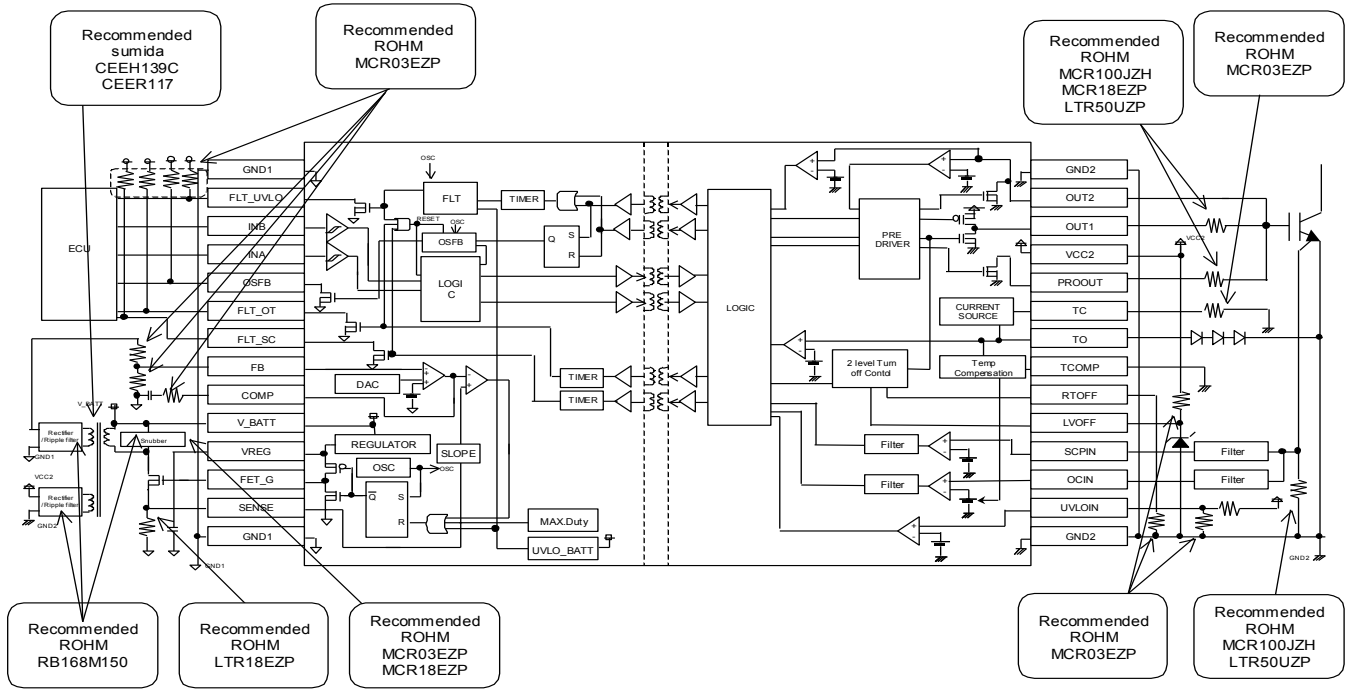 Recommended
sumida
CEEH139C
CEER117
Recommended
ROHM
MCR03EZP
Recommended
ROHM
MCR100JZH
MCR18EZP
LTR50UZP
Recommended
ROHM
MCR03EZP
ECU
GND1
FLT_UVLO
INB
INA
OSFB
FLT_OT
FLT_SC
FB
COMP
V_BATT
VREG
FET_G
SENSE
GND1
V_BATT
Rectifier
/Ripple filter
GND1
VCC2
Rectifier
/Ripple filter
GND2
Snubber
GND1
OSC
FLT
TIMER
RESET
OSC
OSFB
S
Q
R
LOGI
C
TIMER
TIMER
DAC
REGULATOR
SLOPE
OSC
OSC
Q
S
R
MAX.Duty
UVLO_BATT
LOGIC
PRE
DRIVER
CURRENT
SOURCE
2 level Turn
off Contol
Temp
Compensation
Filter
Filter
GND2
OUT2
OUT1
VCC2
PROOUT
TC
TO
TCOMP
RTOFF
LVOFF
SCPIN
OCIN
UVLOIN
GND2
VCC2
Filter
Filter
GND2
Recommended
ROHM
RB168M150
Recommended
ROHM
LTR18EZP
Recommended
ROHM
MCR03EZP
MCR18EZP
Recommended
ROHM
MCR03EZP
Recommended
ROHM
MCR100JZH
LTR50UZP